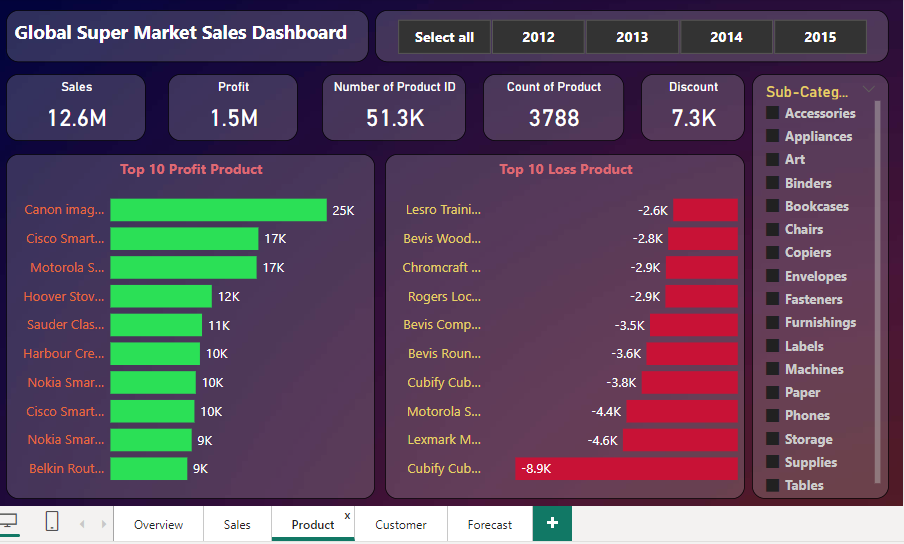 Global Super Market Sales Dashboard
Select all 2012 2013 2014 2015
Sales
12.6M
Profit
1.5M
Number of Product ID
51.3K
Count of Product
3788
Discount
7.3K
Top 10 Profit Product
Canon imag... 25K
Cisco Smart... 17K
Motorola S... 17K
Hoover Stov... 12K
Sauder Clas... 11K
Harbour Cre... 10K
Nokia Smar... 10K
Cisco Smart... 10K
Nokia Smar... 9K
Belkin Rout... 9K
Top 10 Loss Product
Lesro Traini... -2.6K
Bevis Wood... -2.8K
Chromcraft ... -2.9K
Rogers Loc... -2.9K
Bevis Comp... -3.5K
Bevis Roun... -3.6K
Cubify Cub... -3.8K
Motorola S... -4.4K
Lexmark M... -4.6K
Cubify Cub... -8.9K
Sub-Categ...
Accessories
Appliances
Art
Binders
Bookcases
Chairs
Copiers
Envelopes
Fasteners
Furnishings
Labels
Machines
Paper
Phones
Storage
Supplies
Tables
Overview Sales Product x Customer Forecast +